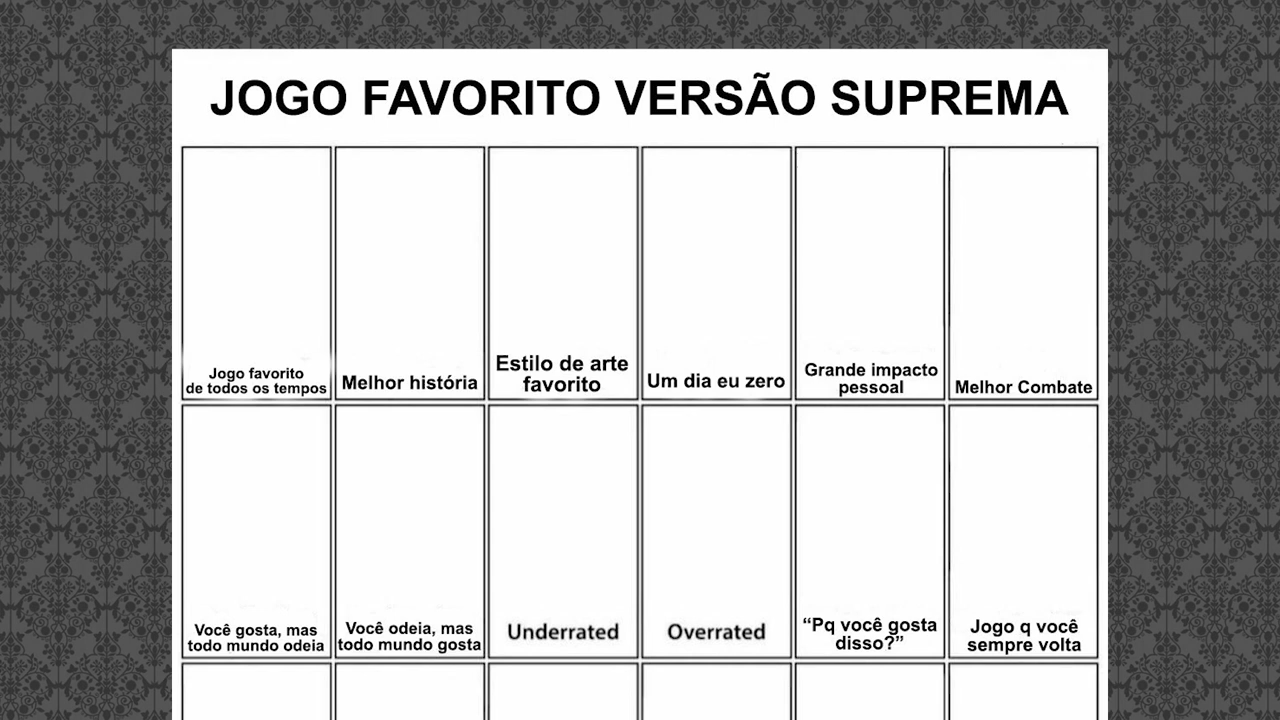 JOGO FAVORITO VERSÃO SUPREMA
Jogo favorito
de todos os tempos
Melhor história
Estilo de arte
favorito
Um dia eu zero
Grande impacto
pessoal
Melhor Combate
Você gosta, mas
todo mundo odeia
Você odeia, mas
todo mundo gosta
Underrated
Overrated
“Pq você gosta
disso?”
Jogo q você
sempre volta